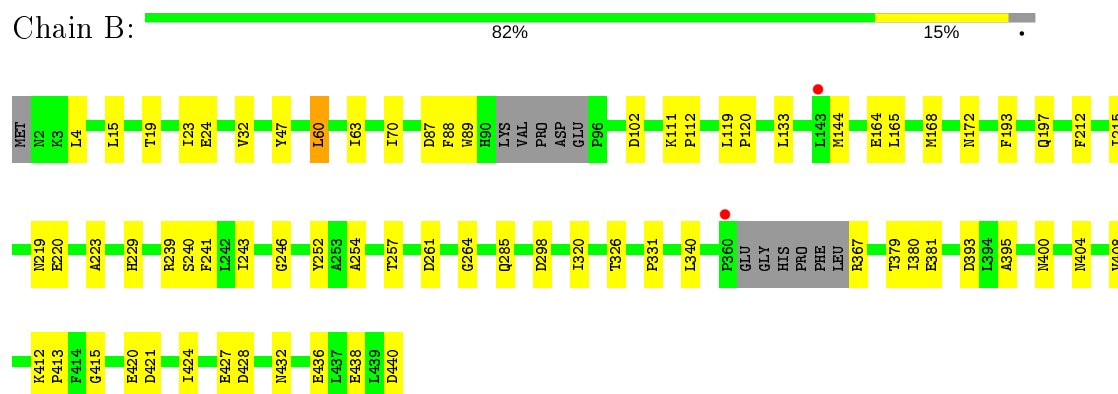 Chain B:
82% 15% •
MET N2 K3 L4 L15 T19 I23 E24 V32 Y47 L60 I63 I70 D87 F88 W89 H90 LYS VAL PRO ASP GLU P96 D102 K111 P112 L119 P120 L133 L143 M144 E164 L165 M168 N172 F193 Q197 F212
N219 E220 A223 H229 R239 S240 F241 L242 I243 G246 Y252 A253 A254 T257 D261 G264 Q285 D298 I320 T326 P331 L340 P360 GLU GLY HIS PRO PHE LEU R367 T379 I380 E381 D393 L394 A395 N400 N404
K412 P413 F414 G415 E420 D421 I424 E427 D428 N432 E436 L437 E438 L439 D440